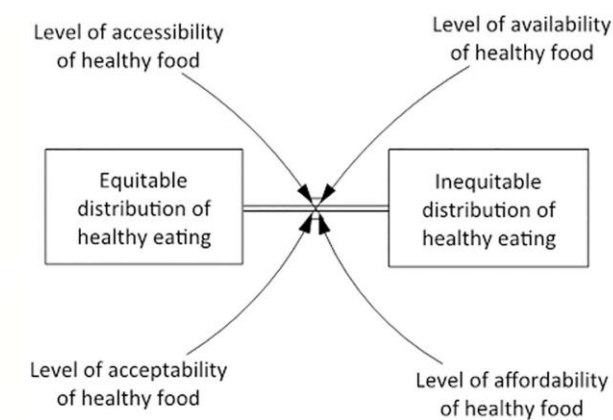 Level of accessibility
of healthy food
Level of availability
of healthy food
Equitable
distribution of
healthy eating
Inequitable
distribution of
healthy eating
Level of acceptability
of healthy food
Level of affordability
of healthy food